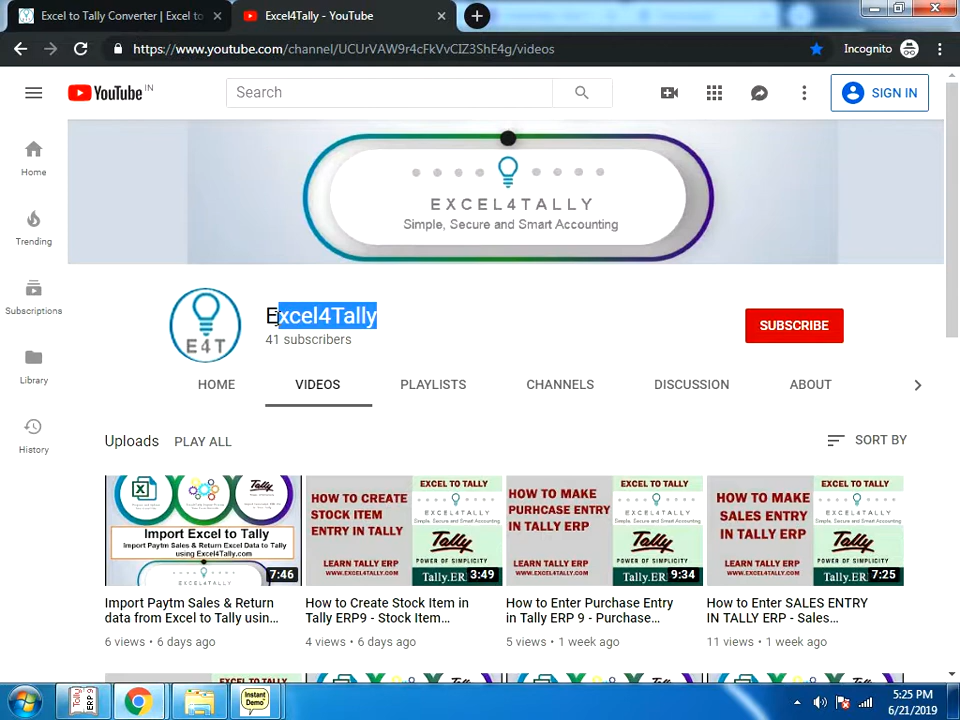 Excel to Tally Converter | Excel to
Excel4Tally - YouTube
https://www.youtube.com/channel/UCUrVAW9r4cFkVvCIZ3ShE4g/videos
Incognito
YouTube IN
Search
SIGN IN
Home
Trending
Subscriptions
Library
History
EXCEL4TALLY
Simple, Secure and Smart Accounting
E4T
Excel4Tally
41 subscribers
SUBSCRIBE
HOME
VIDEOS
PLAYLISTS
CHANNELS
DISCUSSION
ABOUT
Uploads
PLAY ALL
SORT BY
Tally
Import Excel to Tally
Import Paytm Sales & Return Excel Data to Tally
using Excel4Tally.com
EXCEL4TALLY
7:46
Import Paytm Sales & Return
data from Excel to Tally usin...
6 views • 6 days ago
HOW TO CREATE
STOCK ITEM
ENTRY IN TALLY
LEARN TALLY ERP
WWW.EXCEL4TALLY.COM
EXCEL TO TALLY
EXCEL4TALLY
Simple, Secure and Smart Accounting
Tally
POWER OF SIMPLICITY
Tally.ER
3:49
How to Create Stock Item in
Tally ERP9 - Stock Item...
4 views • 6 days ago
HOW TO MAKE
PURHCASE ENTRY
IN TALLY ERP
LEARN TALLY ERP
WWW.EXCEL4TALLY.COM
EXCEL TO TALLY
EXCEL4TALLY
Simple, Secure and Smart Accounting
Tally
POWER OF SIMPLICITY
Tally.ER
9:34
How to Enter Purchase Entry
in Tally ERP 9 - Purchase...
5 views • 1 week ago
HOW TO MAKE
SALES ENTRY
IN TALLY ERP
LEARN TALLY ERP
WWW.EXCEL4TALLY.COM
EXCEL TO TALLY
EXCEL4TALLY
Simple, Secure and Smart Accounting
Tally
POWER OF SIMPLICITY
Tally.ER
7:25
How to Enter SALES ENTRY
IN TALLY ERP - Sales...
11 views • 1 week ago
Tally
ERP 9
Instant
Demo
5:25 PM
6/21/2019